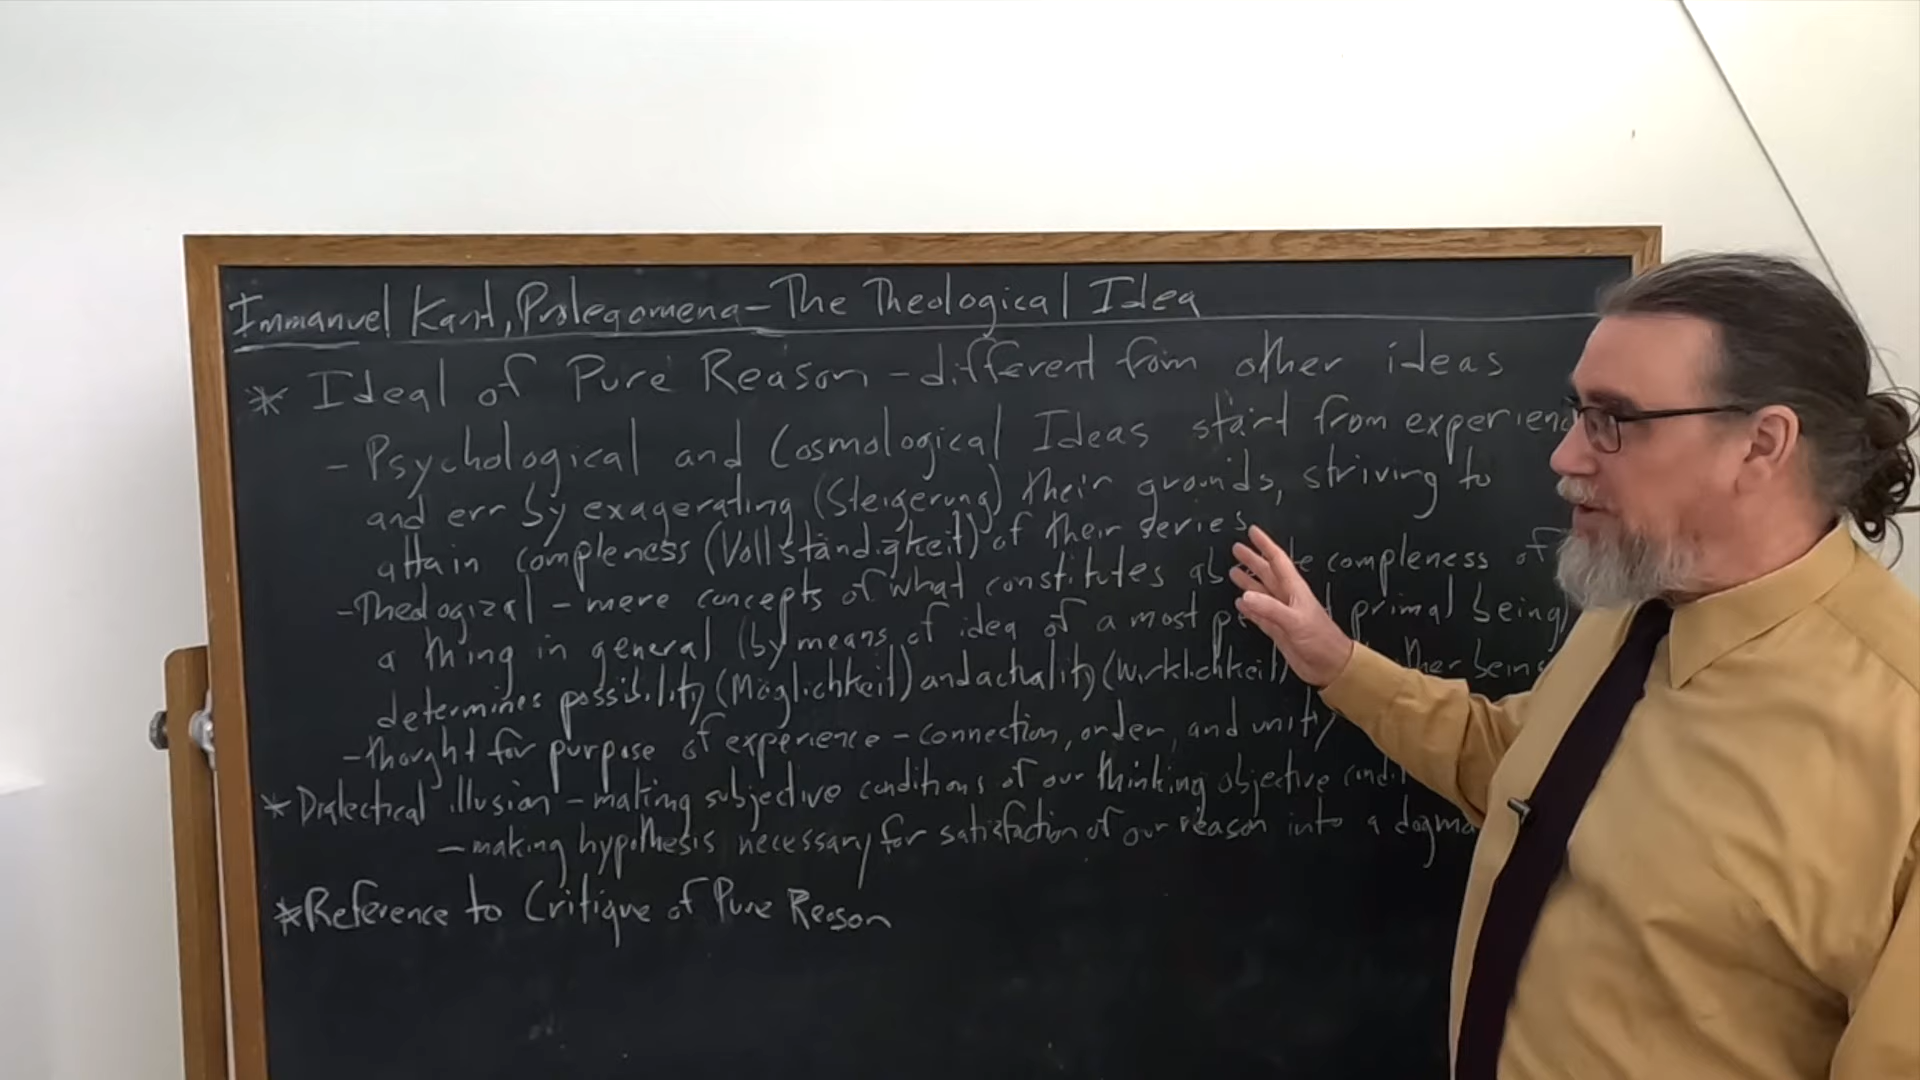 Immanuel Kant, Prolegomena - The Theological Idea
* Ideal of Pure Reason - different from other ideas
- Psychological and Cosmological Ideas start from experienc
and err by exagerating (Steigerung) their grounds, striving to
attain compleness (Vollständigkeit) of their series
- Theological - mere concepts of what constitutes compleness of
a thing in general (by means of idea of a most primal being)
determines possibility (Möglichkeit) and actuality (Wirklichkeit) being
- thought for purpose of experience - connection, order, and unity
* Dialectical illusion - making subjective conditions of our thinking objective
- making hypothesis necessary for satisfaction of our reason into a dogma
* Reference to Critique of Pure Reason